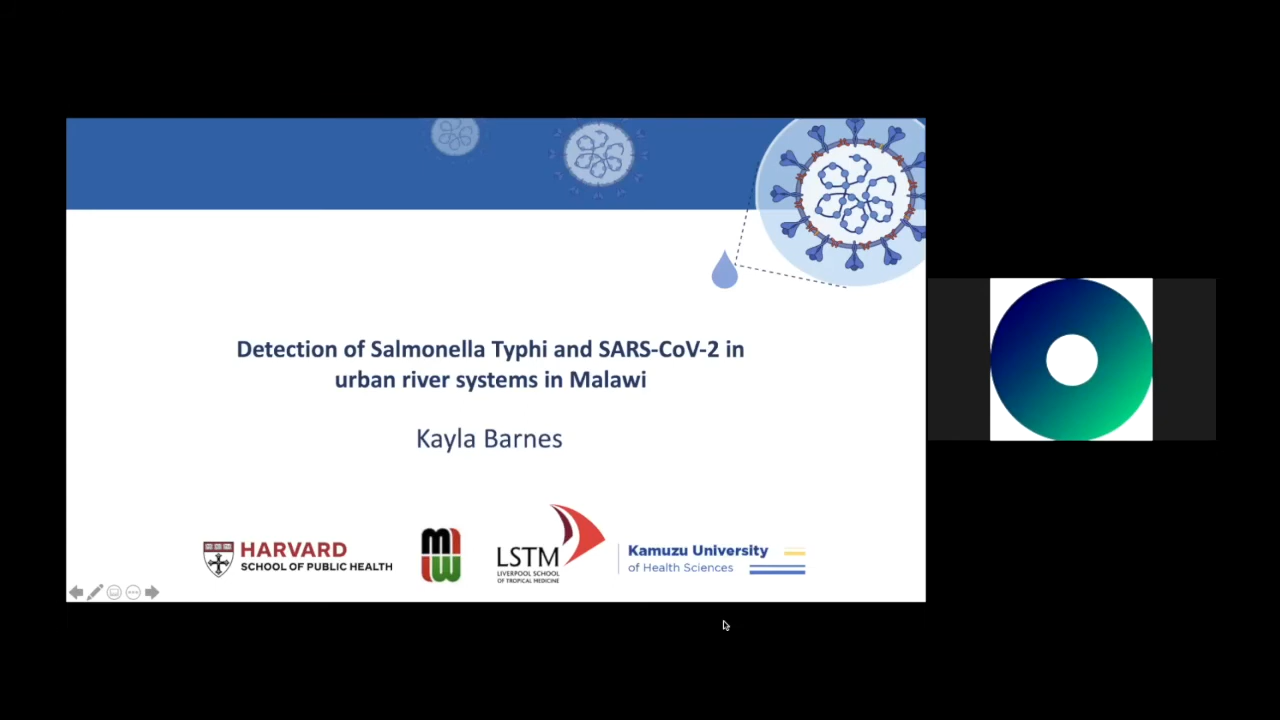 Detection of Salmonella Typhi and SARS-CoV-2 in
urban river systems in Malawi
Kayla Barnes
HARVARD
SCHOOL OF PUBLIC HEALTH
mlw
LSTM
LIVERPOOL SCHOOL
OF TROPICAL MEDICINE
Kamuzu University
of Health Sciences